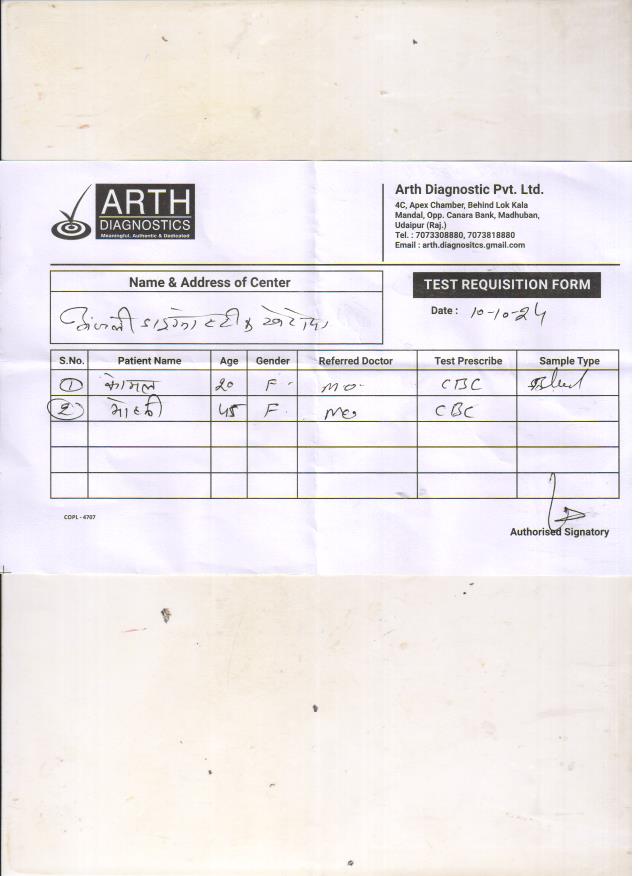 ARTH
DIAGNOSTICS
Meaningful, Authentic & Dedicated
Arth Diagnostic Pvt. Ltd.
4C, Apex Chamber, Behind Lok Kala
Mandal, Opp. Canara Bank, Madhuban,
Udaipur (Raj.)
Tel. : 7073308880, 7073818880
Email : arth.diagnositcs.gmail.com
Name & Address of Center
TEST REQUISITION FORM
Date : 10-10-24
S.No. Patient Name Age Gender Referred Doctor Test Prescribe Sample Type
1 कोमल 20 F. MO. CBC Blood
2 45 F. MO CBC
COPL - 4707
Authorised Signatory